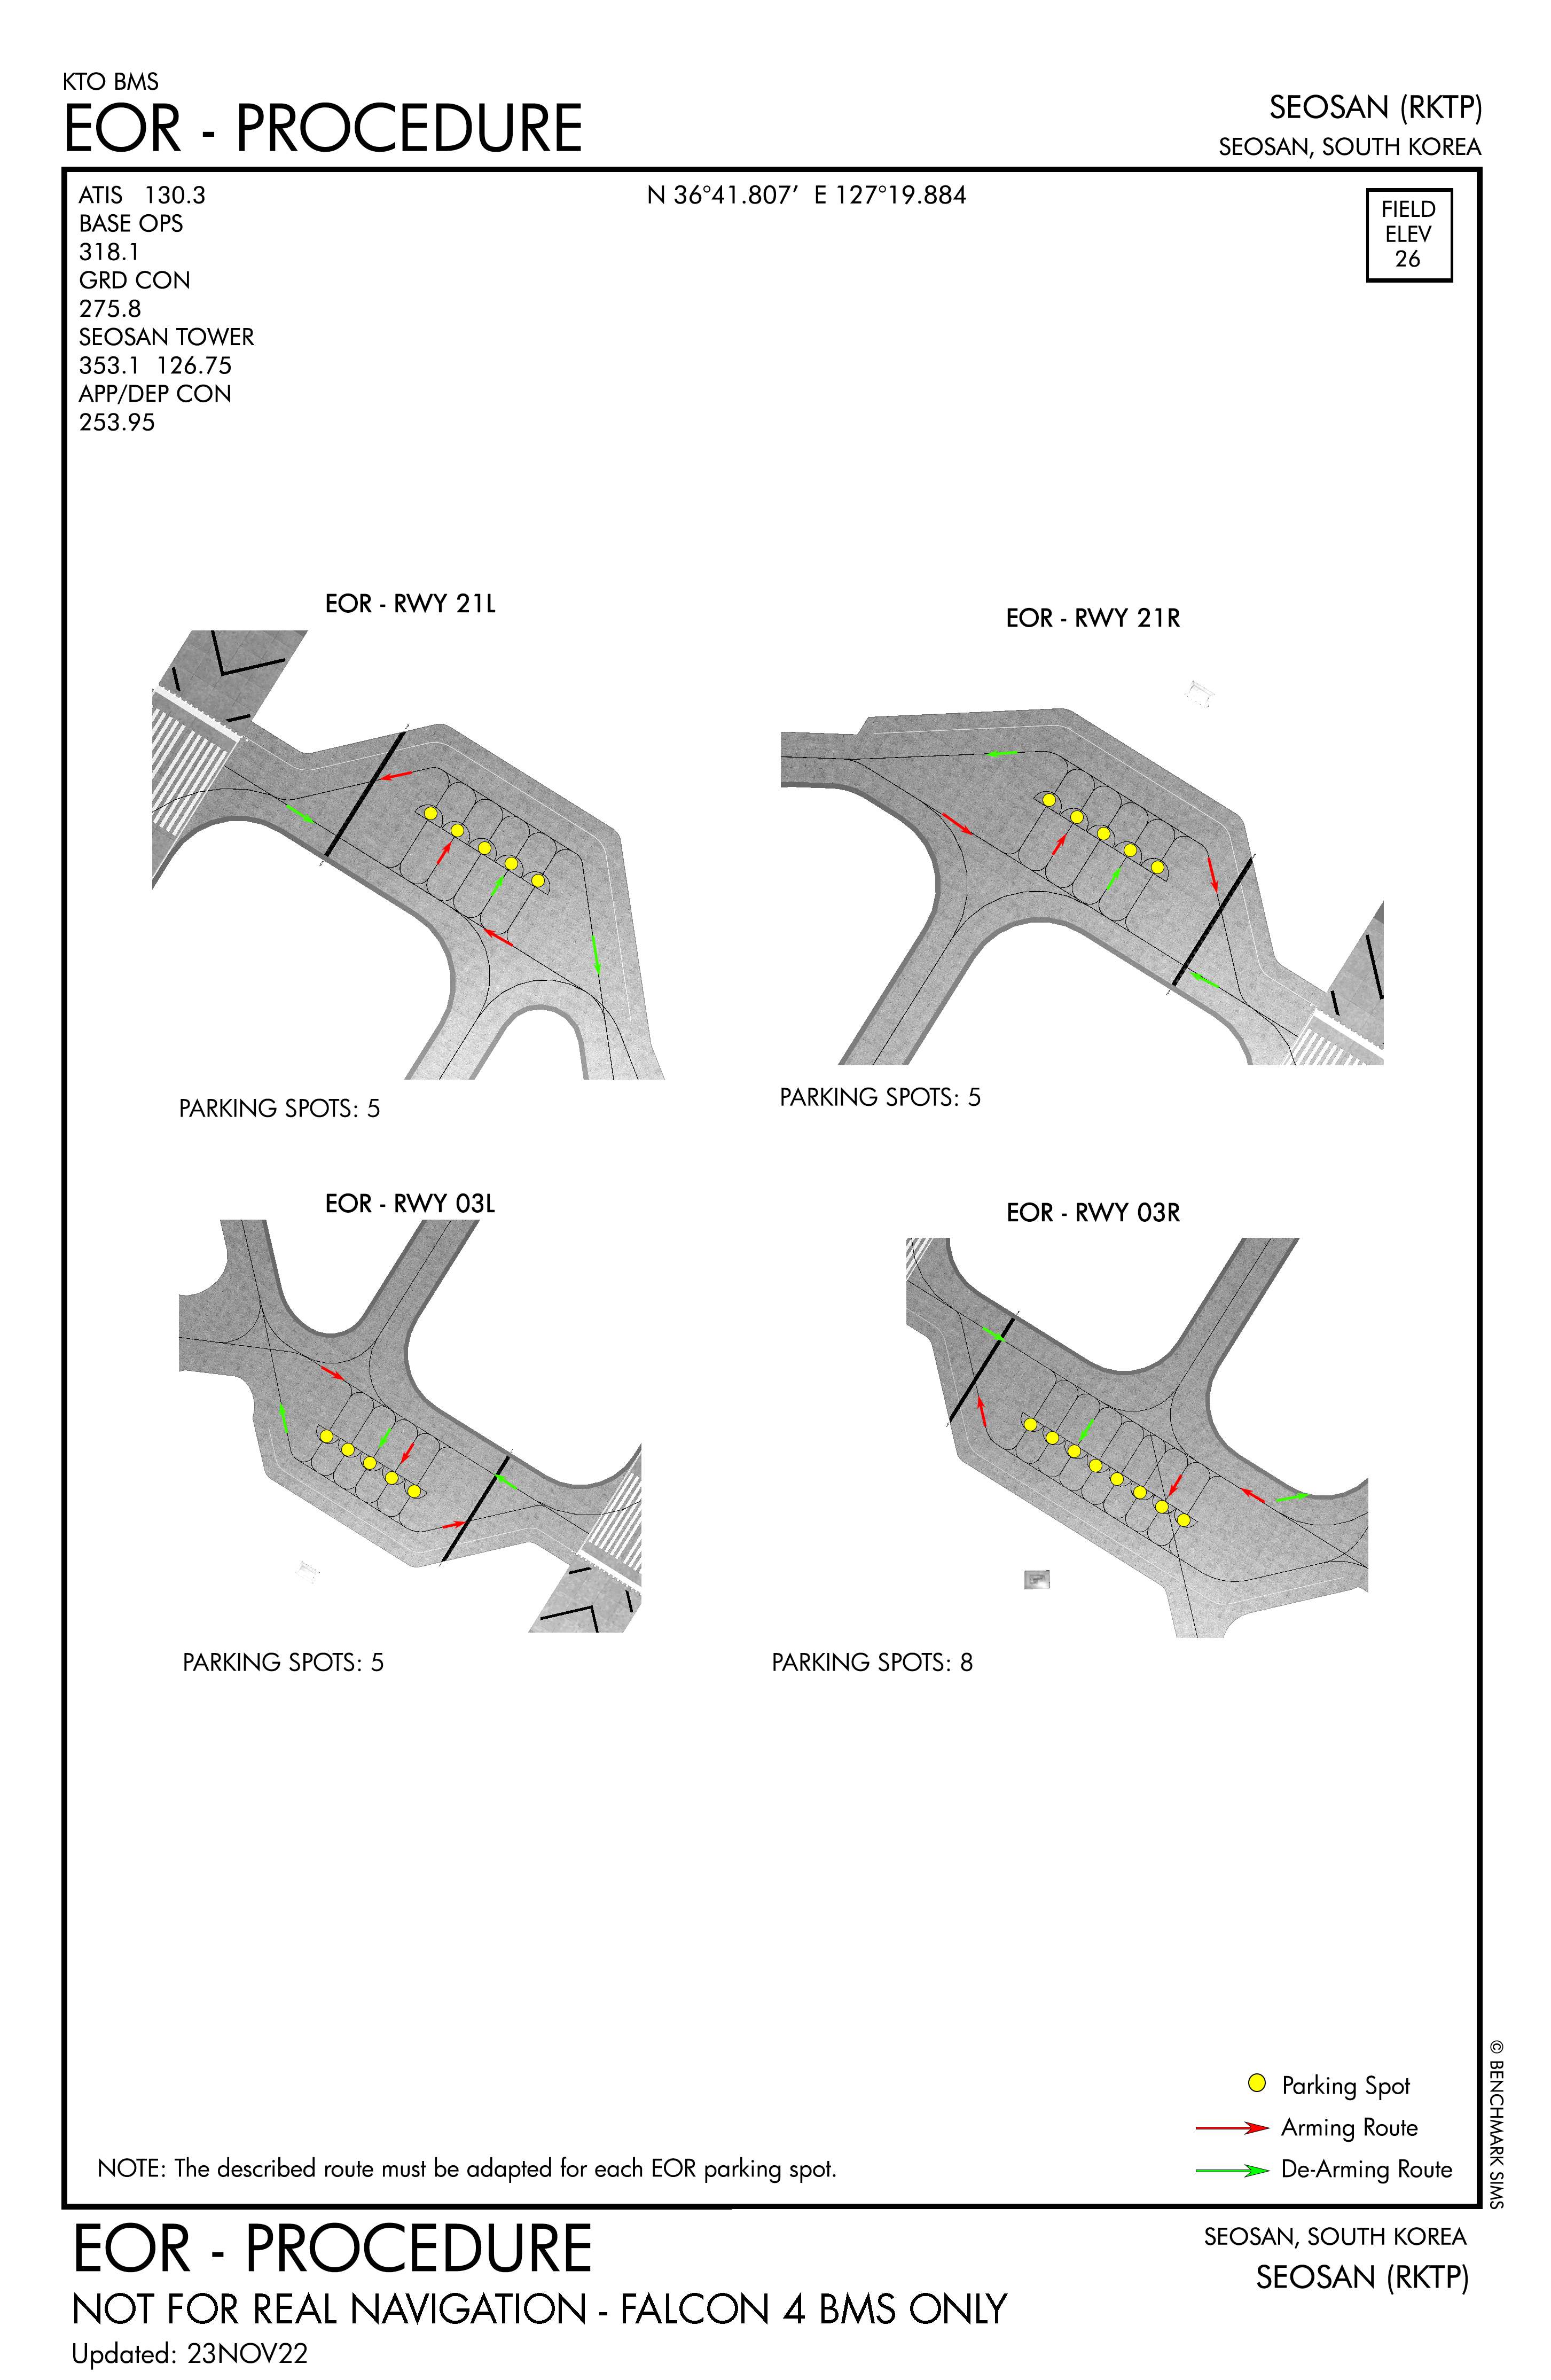 KTO BMS
EOR - PROCEDURE
SEOSAN (RKTP)
SEOSAN, SOUTH KOREA
ATIS 130.3
BASE OPS
318.1
GRD CON
275.8
SEOSAN TOWER
353.1 126.75
APP/DEP CON
253.95
N 36°41.807’ E 127°19.884
FIELD
ELEV
26
EOR - RWY 21L
EOR - RWY 21R
PARKING SPOTS: 5
PARKING SPOTS: 5
EOR - RWY 03L
EOR - RWY 03R
PARKING SPOTS: 5
PARKING SPOTS: 8
Parking Spot
Arming Route
De-Arming Route
NOTE: The described route must be adapted for each EOR parking spot.
© BENCHMARK SIMS
EOR - PROCEDURE
NOT FOR REAL NAVIGATION - FALCON 4 BMS ONLY
Updated: 23NOV22
SEOSAN, SOUTH KOREA
SEOSAN (RKTP)